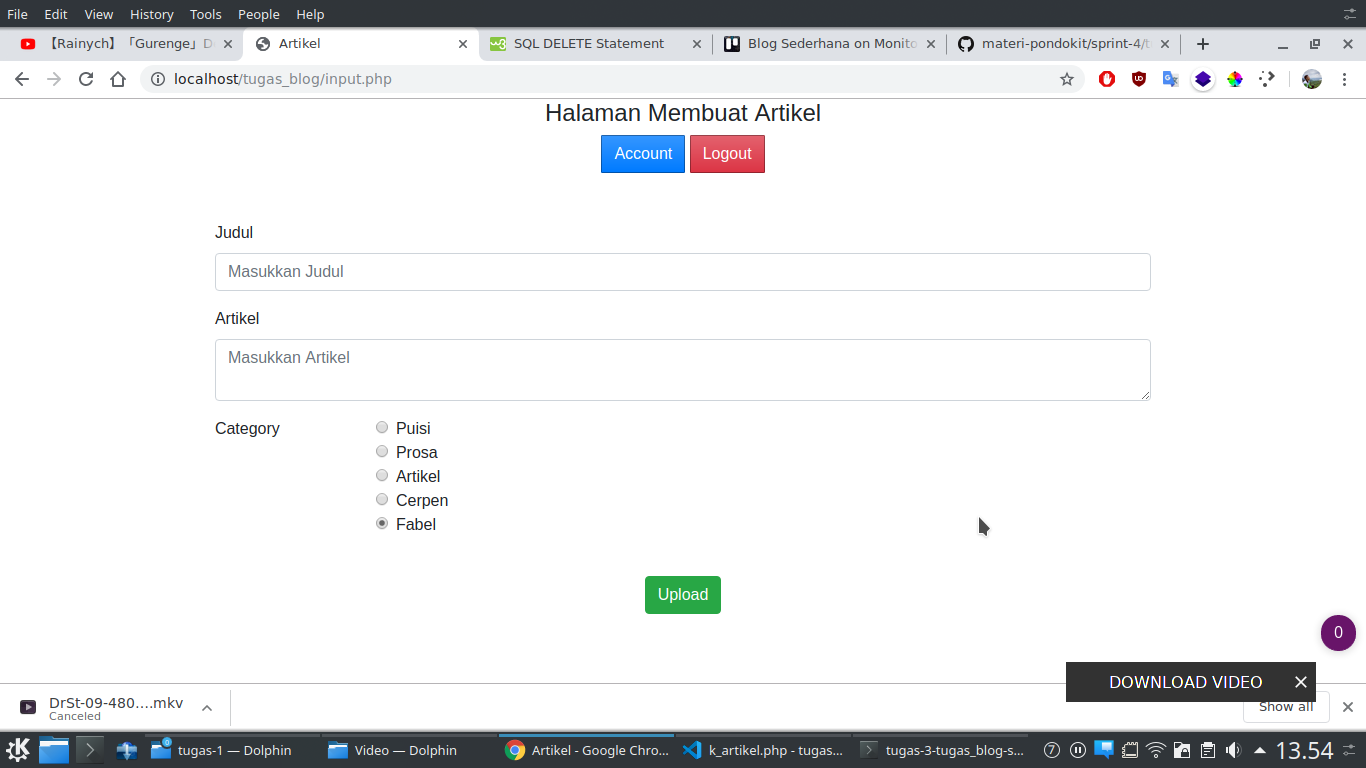 File Edit View History Tools People Help
【Rainych】「Gurenge」D
Artikel
SQL DELETE Statement
Blog Sederhana on Monito
materi-pondokit/sprint-4/t
localhost/tugas_blog/input.php
Halaman Membuat Artikel
Account Logout
Judul
Masukkan Judul
Artikel
Masukkan Artikel
Category
Puisi
Prosa
Artikel
Cerpen
Fabel
Upload
0
DOWNLOAD VIDEO
DrSt-09-480....mkv
Canceled
Show all
tugas-1 — Dolphin
Video — Dolphin
Artikel - Google Chro...
k_artikel.php - tugas...
tugas-3-tugas_blog-s...
7
13.54